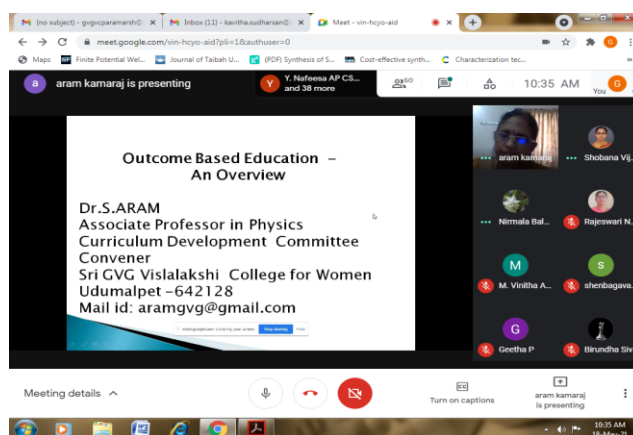 (no subject) - gvgvcparamarsh@
Inbox (11) - kavitha.sudharsan@
Meet - vin-hcyo-aid
meet.google.com/vin-hcyo-aid?pli=1&authuser=0
Maps
Finite Potential Wel...
Journal of Taibah U...
(PDF) Synthesis of S...
Cost-effective synth...
Characterization tec...
a
aram kamaraj is presenting
Y
Y. Nafeesa AP CS...
and 38 more
50
10:35 AM
You
G
Outcome Based Education –
An Overview
Dr.S.ARAM
Associate Professor in Physics
Curriculum Development Committee
Convener
Sri GVG Vislalakshi College for Women
Udumalpet –642128
Mail id: aramgvg@gmail.com
Stop sharing
Hide
aram kamaraj
Shobana Vij...
Nirmala Bal...
Rajeswari N...
M
M. Vinitha A...
S
shenbagava...
G
Geetha P
Birundha Siv
Meeting details
Turn on captions
aram kamaraj
is presenting
10:35 AM
18-May-21